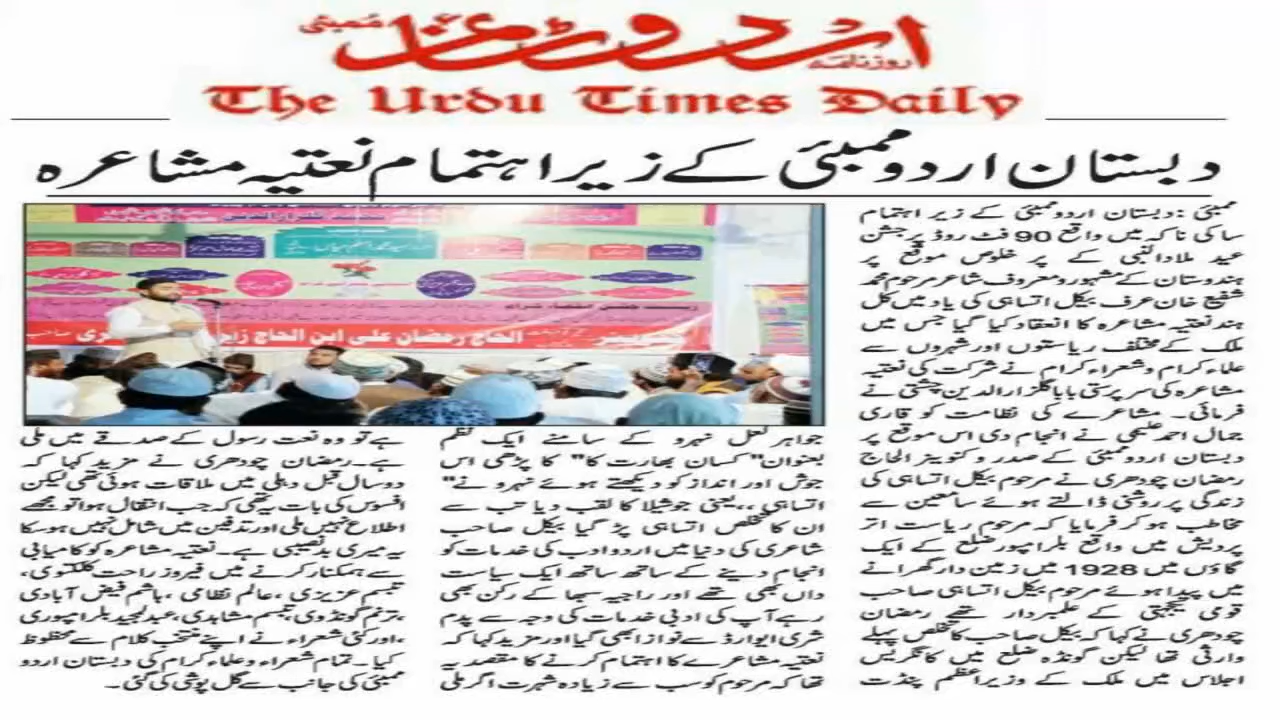 اردو ٹائمز
روزنامہ
ممبئی
The Urdu Times Daily
دبستان اردو ممبئی کے زیر اہتمام نعتیہ مشاعرہ
الحاج رمضان علی ابن الحاج
ممبئی : دبستان اردو ممبئی کے زیر اہتمام
ساکی ناکہ میں واقع 90 فٹ روڈ پر جشن
عید میلادالنبی کے پر خلوص موقع پر
ہندوستان کے مشہور و معروف شاعر مرحوم محمد
شفیع خان عرف بیکل اتساہی کی یاد میں کل
ہند نعتیہ مشاعرہ کا انعقاد کیا گیا جس میں
ملک کے مختلف ریاستوں اور شہروں سے
علماء کرام و شعراء کرام نے شرکت کی نعتیہ
مشاعرہ کی سرپرستی بابا گلزار الدین چشتی نے
فرمائی۔ مشاعرے کی نظامت کو قاری
جمال احمد علیمی نے انجام دی اس موقع پر
دبستان اردو ممبئی کے صدر و کنوینر الحاج
رمضان چودھری نے مرحوم بیکل اتساہی کی
زندگی پر روشنی ڈالتے ہوئے سامعین سے
مخاطب ہو کر فرمایا کہ مرحوم ریاست اتر
پردیش میں واقع بلرامپور ضلع کے ایک
گاؤں میں 1928 میں زمین دار گھرانے
میں پیدا ہوئے مرحوم بیکل اتساہی صاحب
قومی یکجہتی کے علمبردار تھے رمضان
چودھری نے کہا کہ بیکل صاحب کا تخلص پہلے
وارثی تھا لیکن گونڈہ ضلع میں کانگریس
اجلاس میں ملک کے وزیراعظم پنڈت
جواہر لعل نہرو کے سامنے ایک نظم
بعنوان" کسان بھارت کا" کا پڑھی اس
جوش اور انداز کو دیکھتے ہوئے نہرو نے"
اتساہی ،،یعنی جوشیلا کا لقب دیا تب سے
ان کا تخلص اتساہی پڑ گیا بیکل صاحب
شاعری کی دنیا میں اردو ادب کی خدمات کو
انجام دینے کے ساتھ ساتھ ایک سیاست
داں بھی تھے اور راجیہ سبھا کے رکن بھی
رہے آپ کی ادبی خدمات کی وجہ سے پدم
شری ایوارڈ سے نوازا بھی گیا اور مزید کہا کہ
نعتیہ مشاعرے کا اہتمام کرنے کا مقصد یہ
تھا کہ مرحوم کو سب سے زیادہ شہرت اگر ملی
ہے تو وہ نعت رسول کے صدقے میں ملی
ہے۔رمضان چودھری نے مزید کہا کہ
دو سال قبل دہلی میں ملاقات ہوئی تھی لیکن
افسوس کی بات یہ تھی کہ جب انتقال ہوا تو مجھے
اطلاع نہیں ملی اور تدفین میں شامل نہیں ہو سکا
یہ میری بدنصیبی ہے۔ نعتیہ مشاعرہ کو کامیابی
سے ہمکنار کرنے میں فیروز راحت کلکتوی،
تبسم عزیزی ،عالم نظامی ،ہاشم فیض آبادی
،ترنم گونڈوی، تبسم مشاہدی، عبدالمجید بلرامپوری
،اور کئی شعراء نے اپنے منتخب کلام سے محظوظ
کیا۔ تمام شعراء و علماء کرام کی دبستان اردو
ممبئی کی جانب سے گل پوشی کی گئی۔